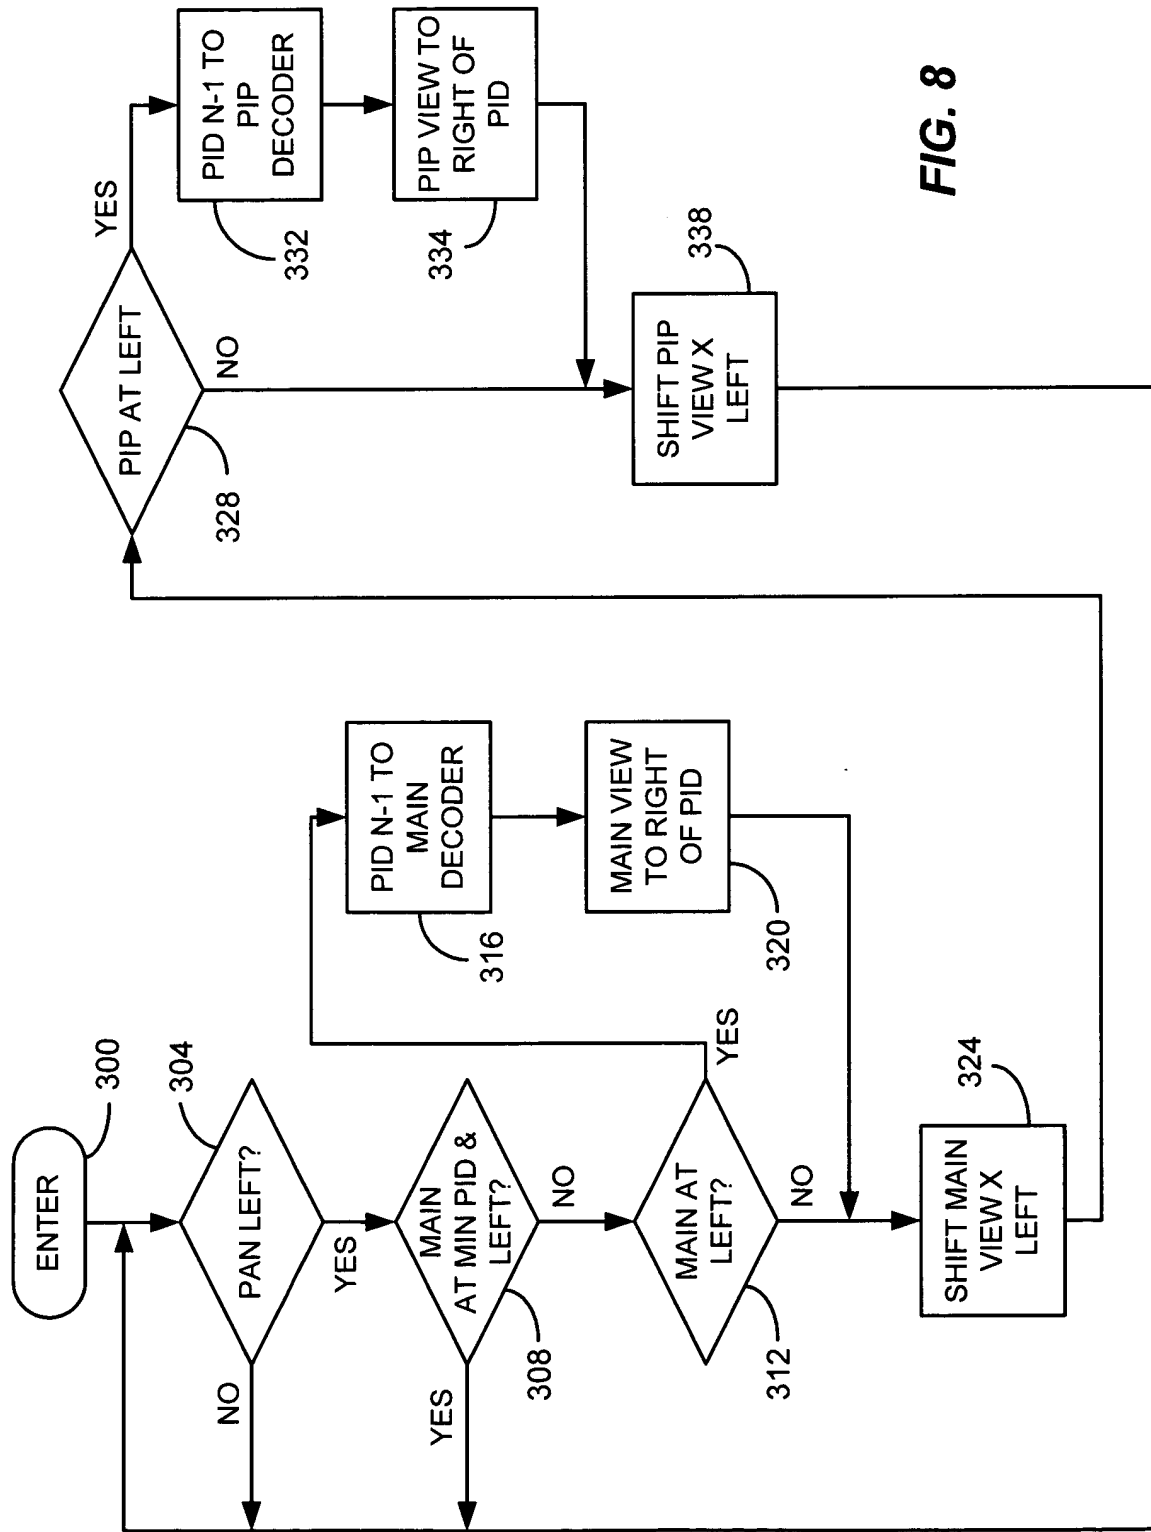 ENTER
300
PAN LEFT?
304
NO
YES
MAIN
AT MIN PID &
LEFT?
308
YES
NO
MAIN AT
LEFT?
312
YES
NO
PID N-1 TO
MAIN
DECODER
316
MAIN VIEW
TO RIGHT
OF PID
320
SHIFT MAIN
VIEW X
LEFT
324
PIP AT LEFT
328
YES
NO
PID N-1 TO
PIP
DECODER
332
PIP VIEW TO
RIGHT OF
PID
334
SHIFT PIP
VIEW X
LEFT
338
FIG. 8